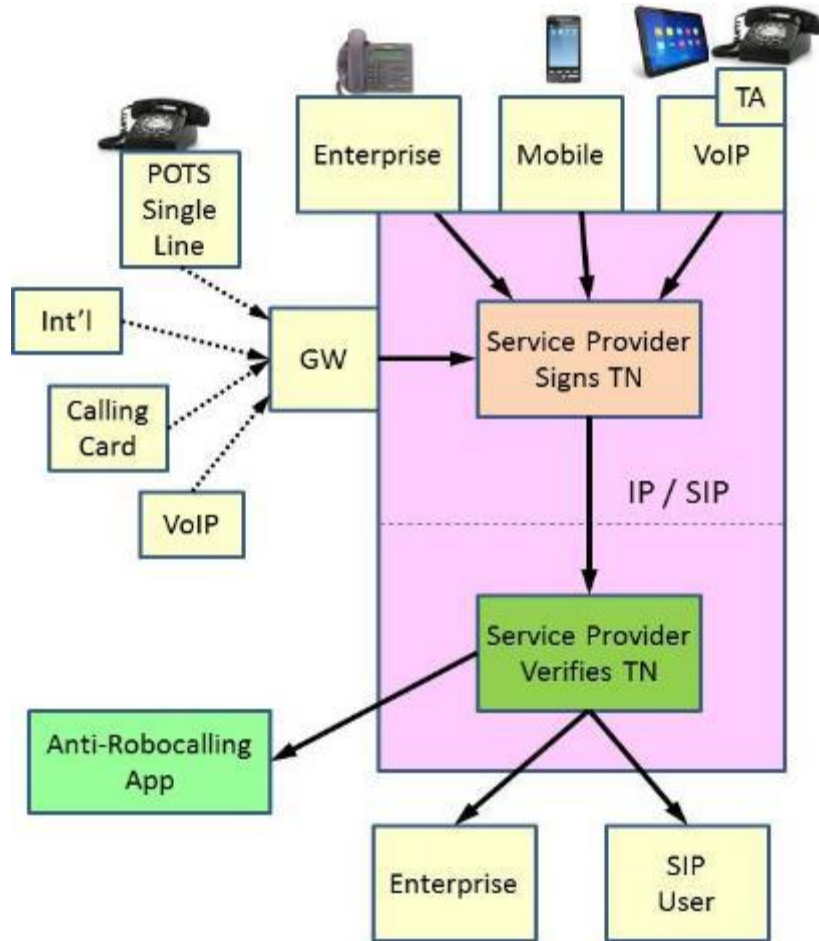 TA
Enterprise
Mobile
VoIP
POTS
Single
Line
Int'l
GW
Service Provider
Signs TN
Calling
Card
VoIP
IP / SIP
Service Provider
Verifies TN
Anti-Robocalling
App
Enterprise
SIP
User